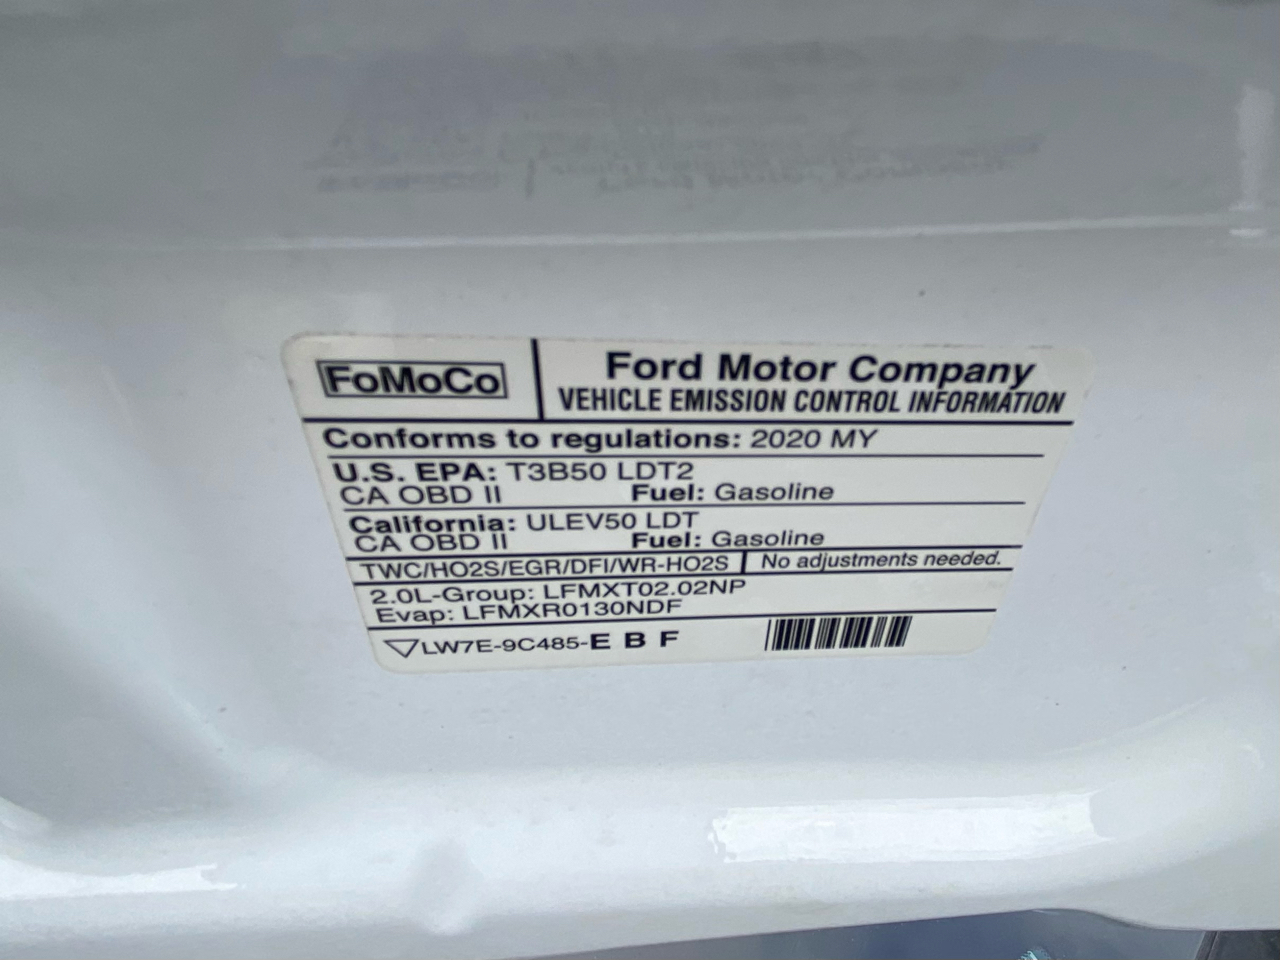 FoMoCo
Ford Motor Company
VEHICLE EMISSION CONTROL INFORMATION
Conforms to regulations: 2020 MY
U.S. EPA: T3B50 LDT2
CA OBD II Fuel: Gasoline
California: ULEV50 LDT
CA OBD II Fuel: Gasoline
TWC/HO2S/EGR/DFI/WR-HO2S No adjustments needed.
2.0L-Group: LFMXT02.02NP
Evap: LFMXR0130NDF
LW7E-9C485-E B F